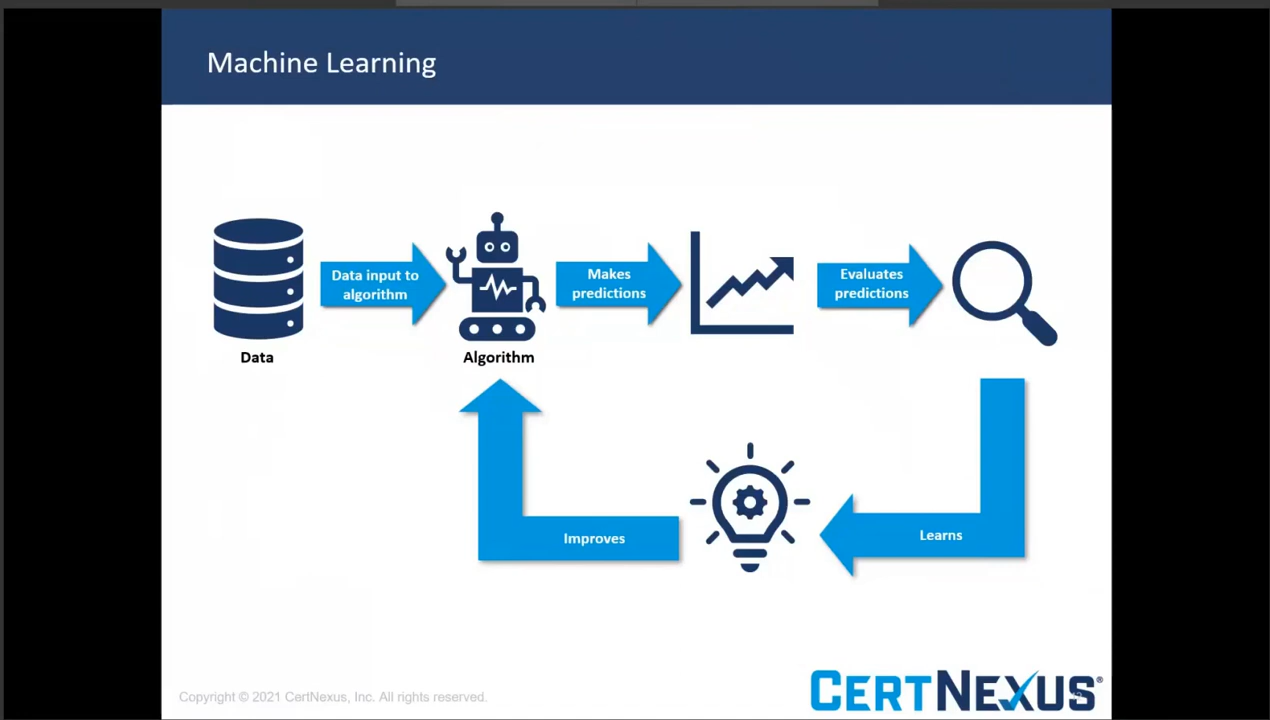 Machine Learning
Data input to
algorithm
Makes
predictions
Evaluates
predictions
Data
Algorithm
Improves
Learns
Copyright © 2021 CertNexus, Inc. All rights reserved.
CERTNEXUS®